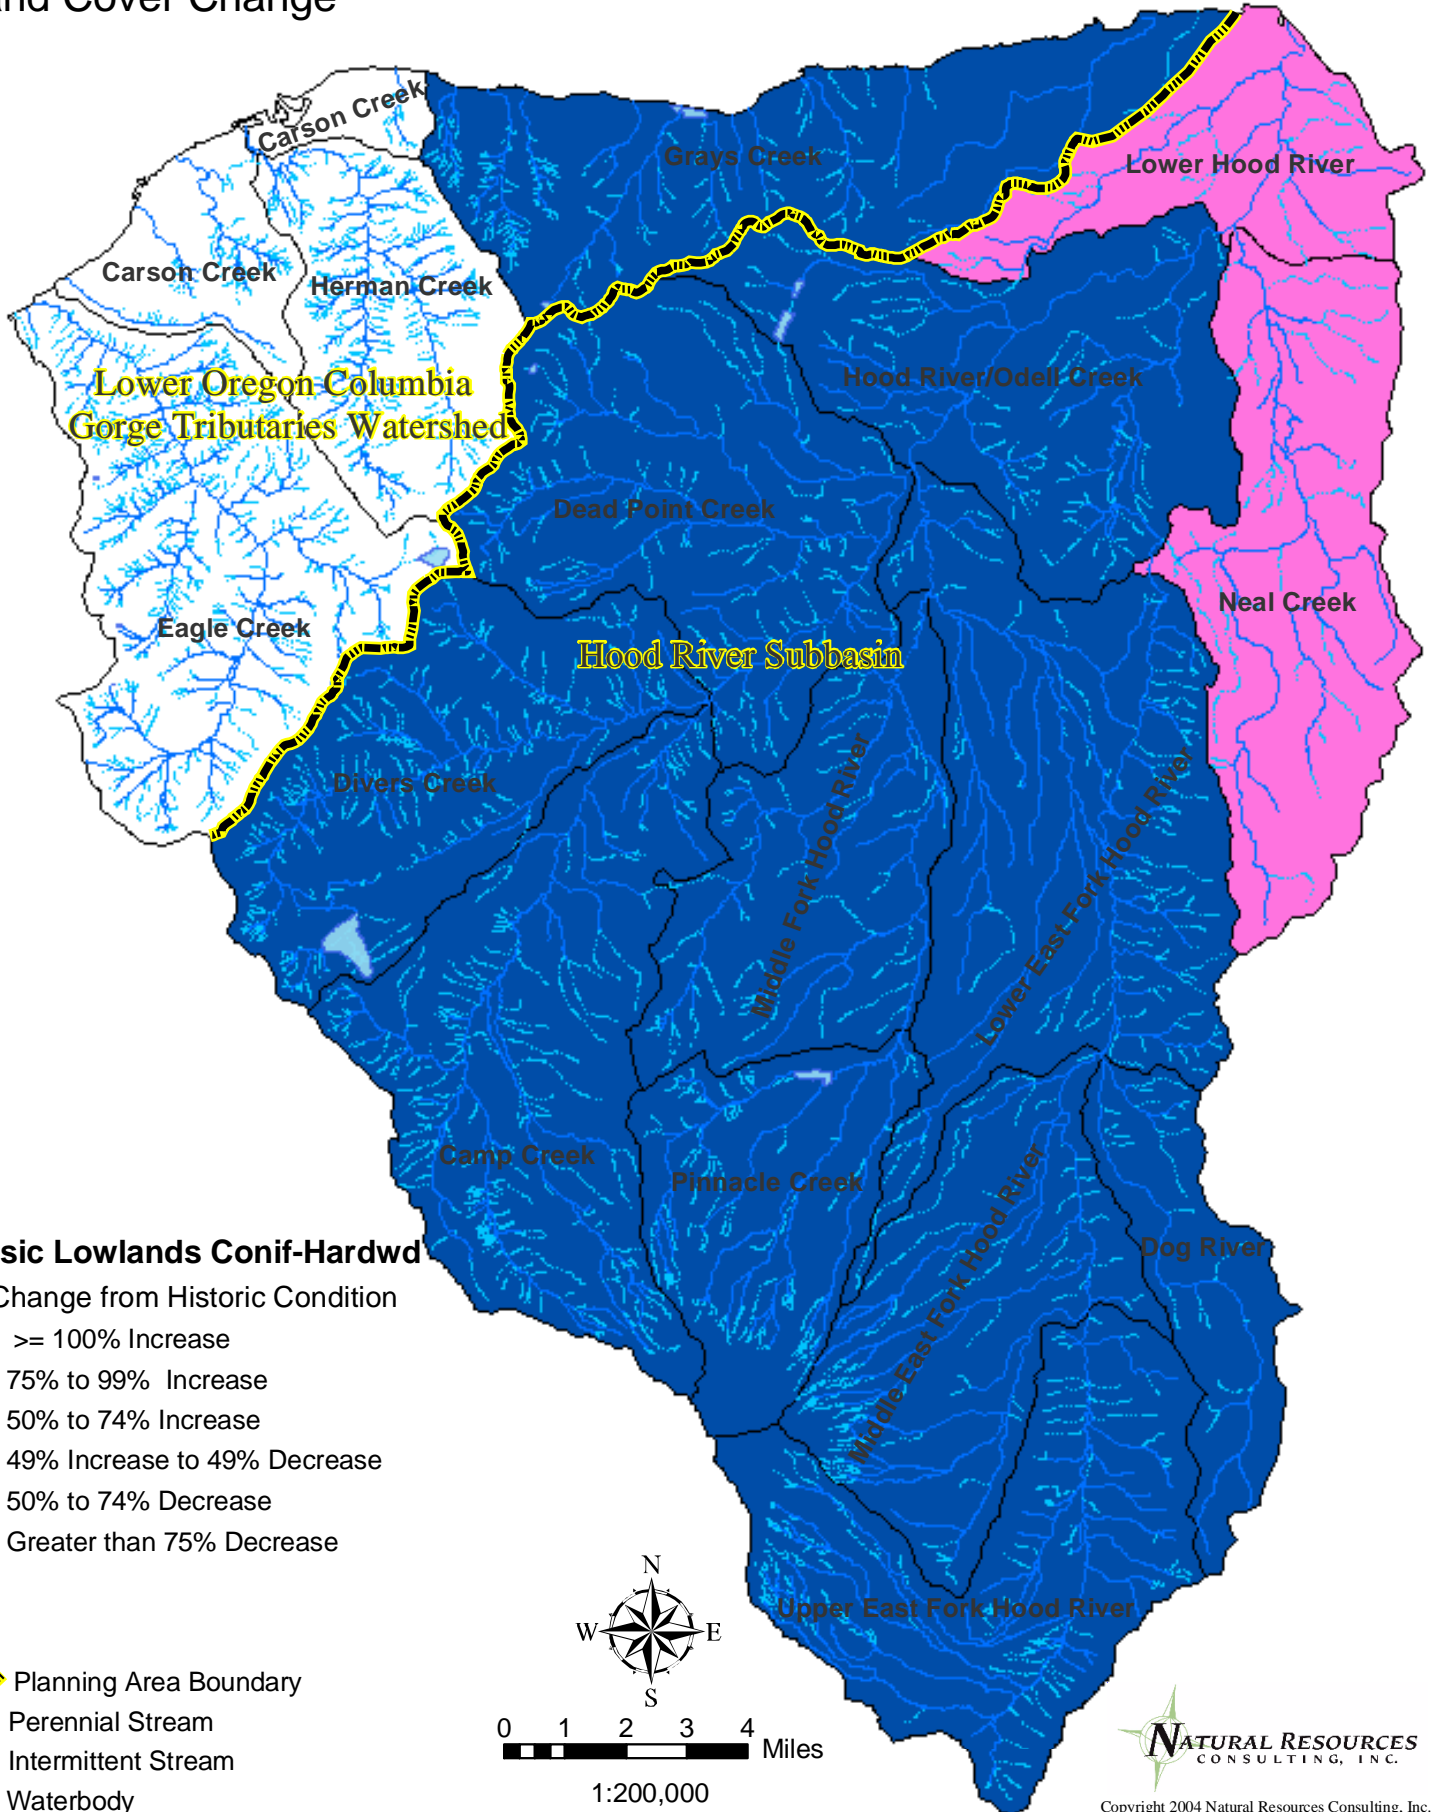 and Cover Change
Carson Creek
Grays Creek
Lower Hood River
Carson Creek
Herman Creek
Lower Oregon Columbia
Gorge Tributaries Watershed
Hood River/Odell Creek
Dead Point Creek
Neal Creek
Eagle Creek
Hood River Subbasin
Divers Creek
Middle Fork Hood River
Lower East Fork Hood River
Camp Creek
Pinnacle Creek
Middle East Fork Hood River
Dog River
Upper East Fork Hood River
sic Lowlands Conif-Hardwd
Change from Historic Condition
>= 100% Increase
75% to 99% Increase
50% to 74% Increase
49% Increase to 49% Decrease
50% to 74% Decrease
Greater than 75% Decrease
Planning Area Boundary
Perennial Stream
Intermittent Stream
Waterbody
N
W E
S
0 1 2 3 4
Miles
1:200,000
NATURAL RESOURCES
CONSULTING, INC.
Copyright 2004 Natural Resources Consulting, Inc.